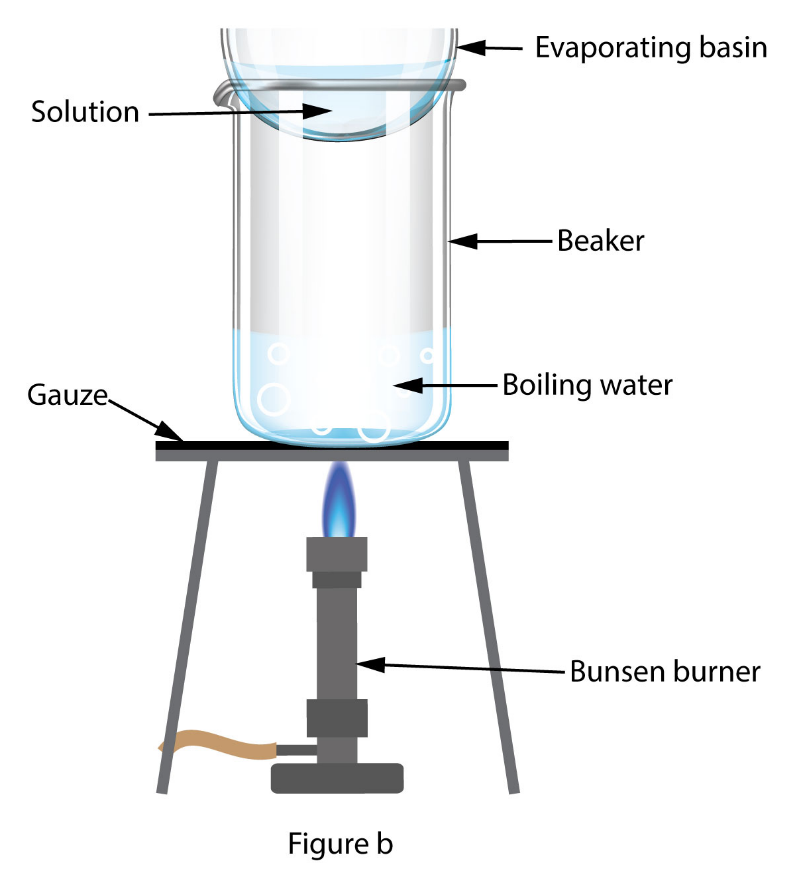 Evaporating basin
Solution
Beaker
Boiling water
Gauze
Bunsen burner
Figure b